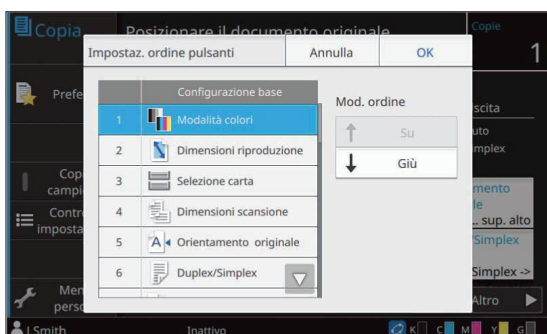 Copia
Posizionare il documento originale
Copie
1
Impostaz. ordine pulsanti
Annulla
OK
Prefe
Configurazione base
Mod. ordine
1 Modalità colori
Su
2 Dimensioni riproduzione
Giù
3 Selezione carta
4 Dimensioni scansione
5 Orientamento originale
6 Duplex/Simplex
scita
uto
mplex
Cop
campi
Contr
imposta
mento
le
.. sup. alto
/Simplex
Simplex ->
Men
perso
Altro
J.Smith
Inattivo
K C M Y G